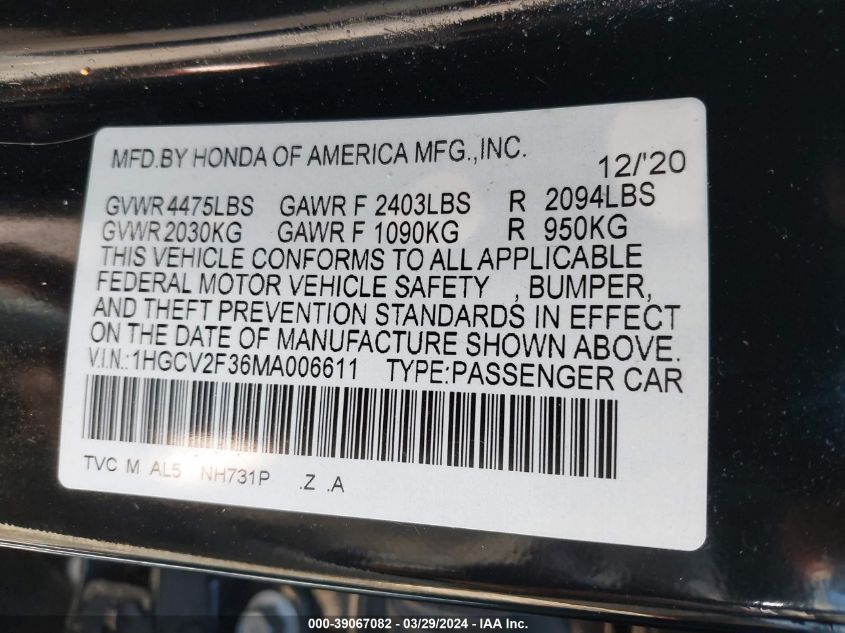 MFD.BY HONDA OF AMERICA MFG.,INC. 12/'20
GVWR 4475LBS GAWR F 2403LBS R 2094LBS
GVWR 2030KG GAWR F 1090KG R 950KG
THIS VEHICLE CONFORMS TO ALL APPLICABLE
FEDERAL MOTOR VEHICLE SAFETY , BUMPER,
AND THEFT PREVENTION STANDARDS IN EFFECT
ON THE DATE OF MANUFACTURE SHOWN ABOVE.
V.I.N.:1HGCV2F36MA006611 TYPE:PASSENGER CAR
TVC M AL5 NH731P .Z .A
000-39067082 - 03/29/2024 - IAA Inc.